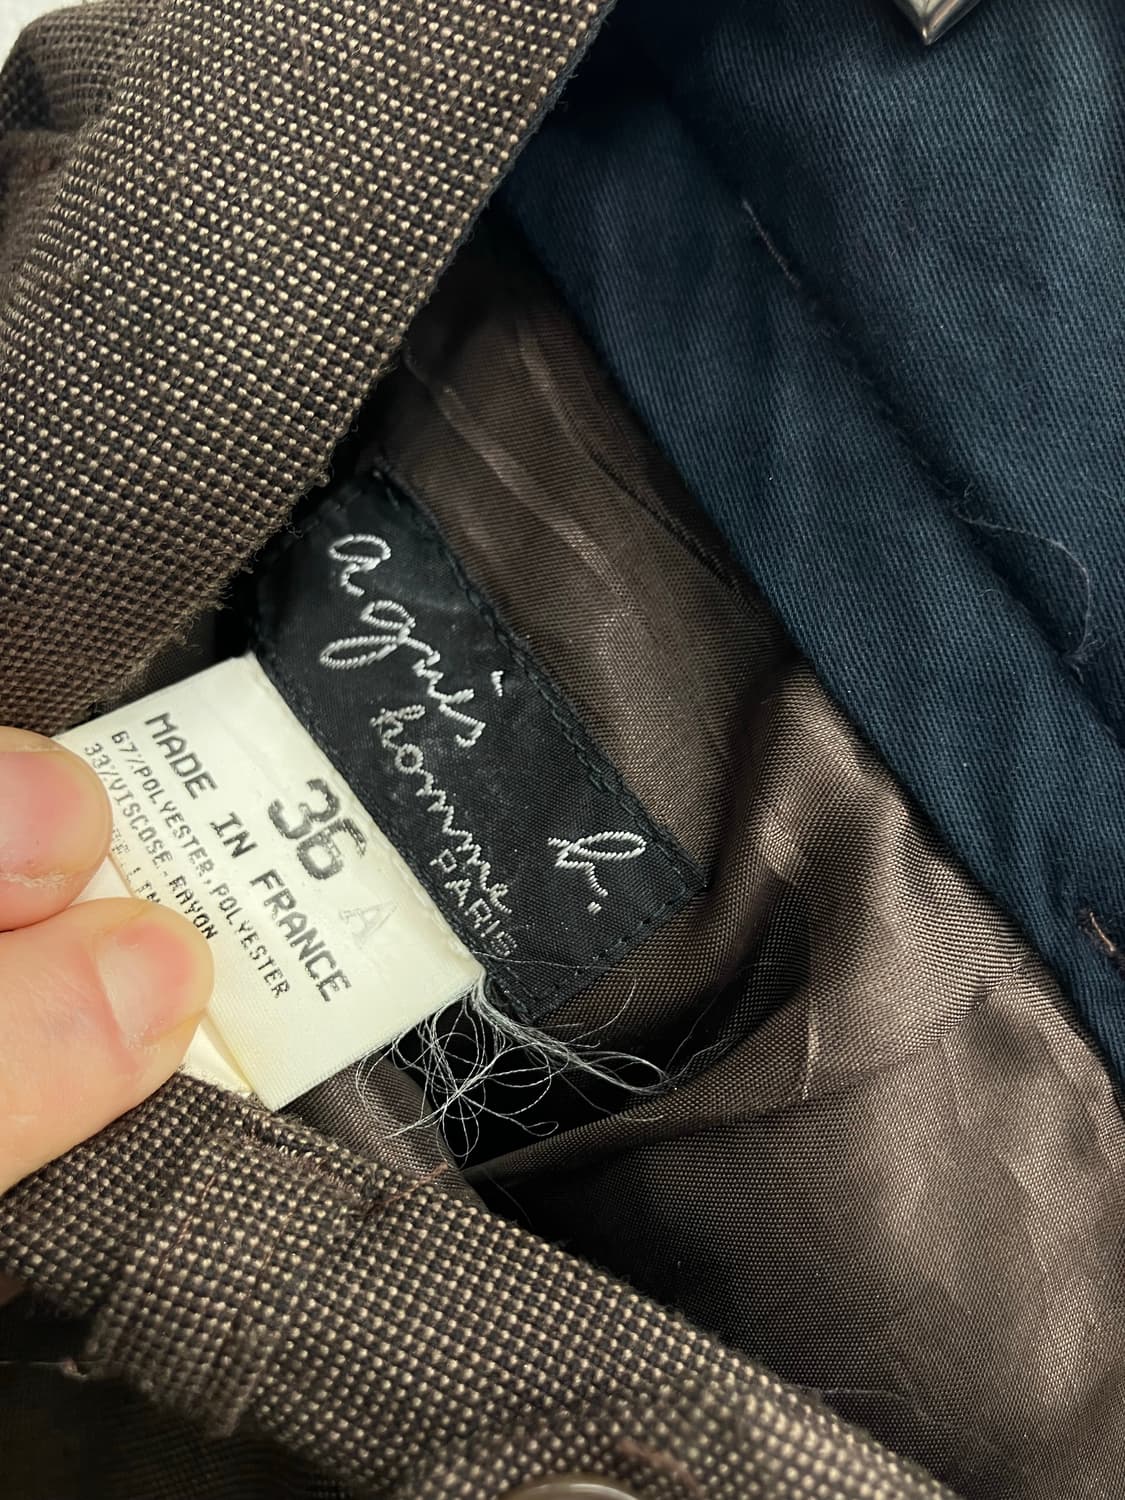 agnès b.
homme
PARIS
36 A
MADE IN FRANCE
67%POLYESTER,POLYESTER
33%VISCOSE-RAYON